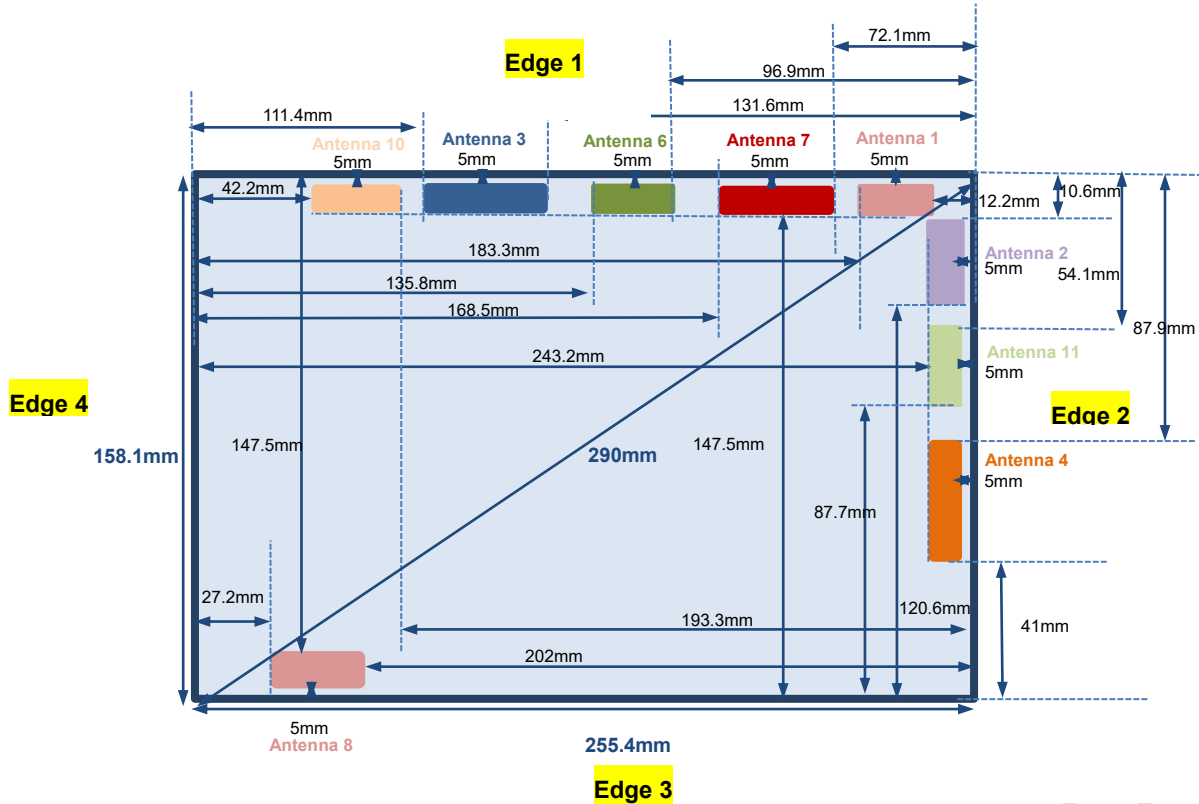 72.1mm
Edge 1
96.9mm
131.6mm
111.4mm
Antenna 10
Antenna 3
Antenna 6
Antenna 7
Antenna 1
5mm
5mm
5mm
5mm
5mm
42.2mm
10.6mm
12.2mm
183.3mm
Antenna 2
5mm
54.1mm
135.8mm
168.5mm
87.9mm
243.2mm
Antenna 11
5mm
Edge 4
Edge 2
147.5mm
290mm
147.5mm
158.1mm
Antenna 4
5mm
87.7mm
27.2mm
193.3mm
120.6mm
41mm
202mm
5mm
Antenna 8
255.4mm
Edge 3